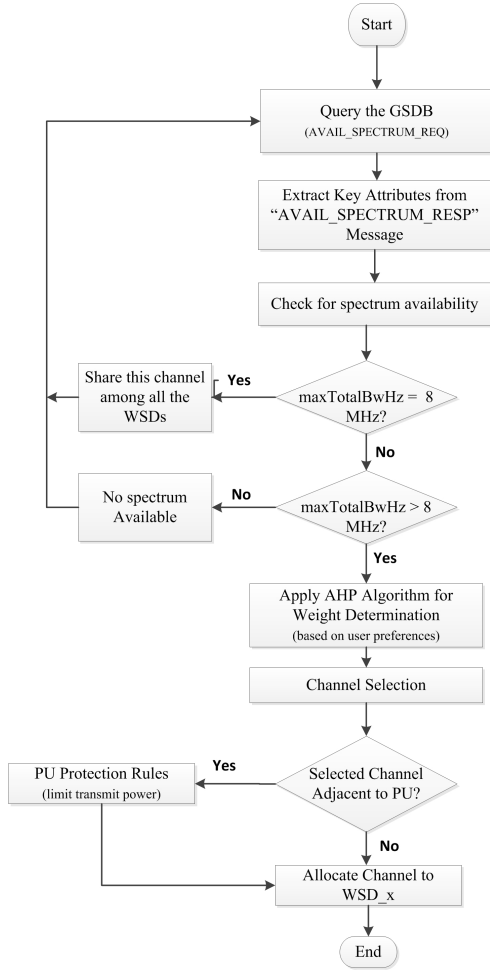 Start
Query the GSDB
(AVAIL_SPECTRUM_REQ)
Extract Key Attributes from
“AVAIL_SPECTRUM_RESP”
Message
Check for spectrum availability
Share this channel
among all the
WSDs
Yes
maxTotalBwHz = 8
MHz?
No
No spectrum
Available
No
maxTotalBwHz > 8
MHz?
Yes
Apply AHP Algorithm for
Weight Determination
(based on user preferences)
Channel Selection
PU Protection Rules
(limit transmit power)
Yes
Selected Channel
Adjacent to PU?
No
Allocate Channel to
WSD_x
End